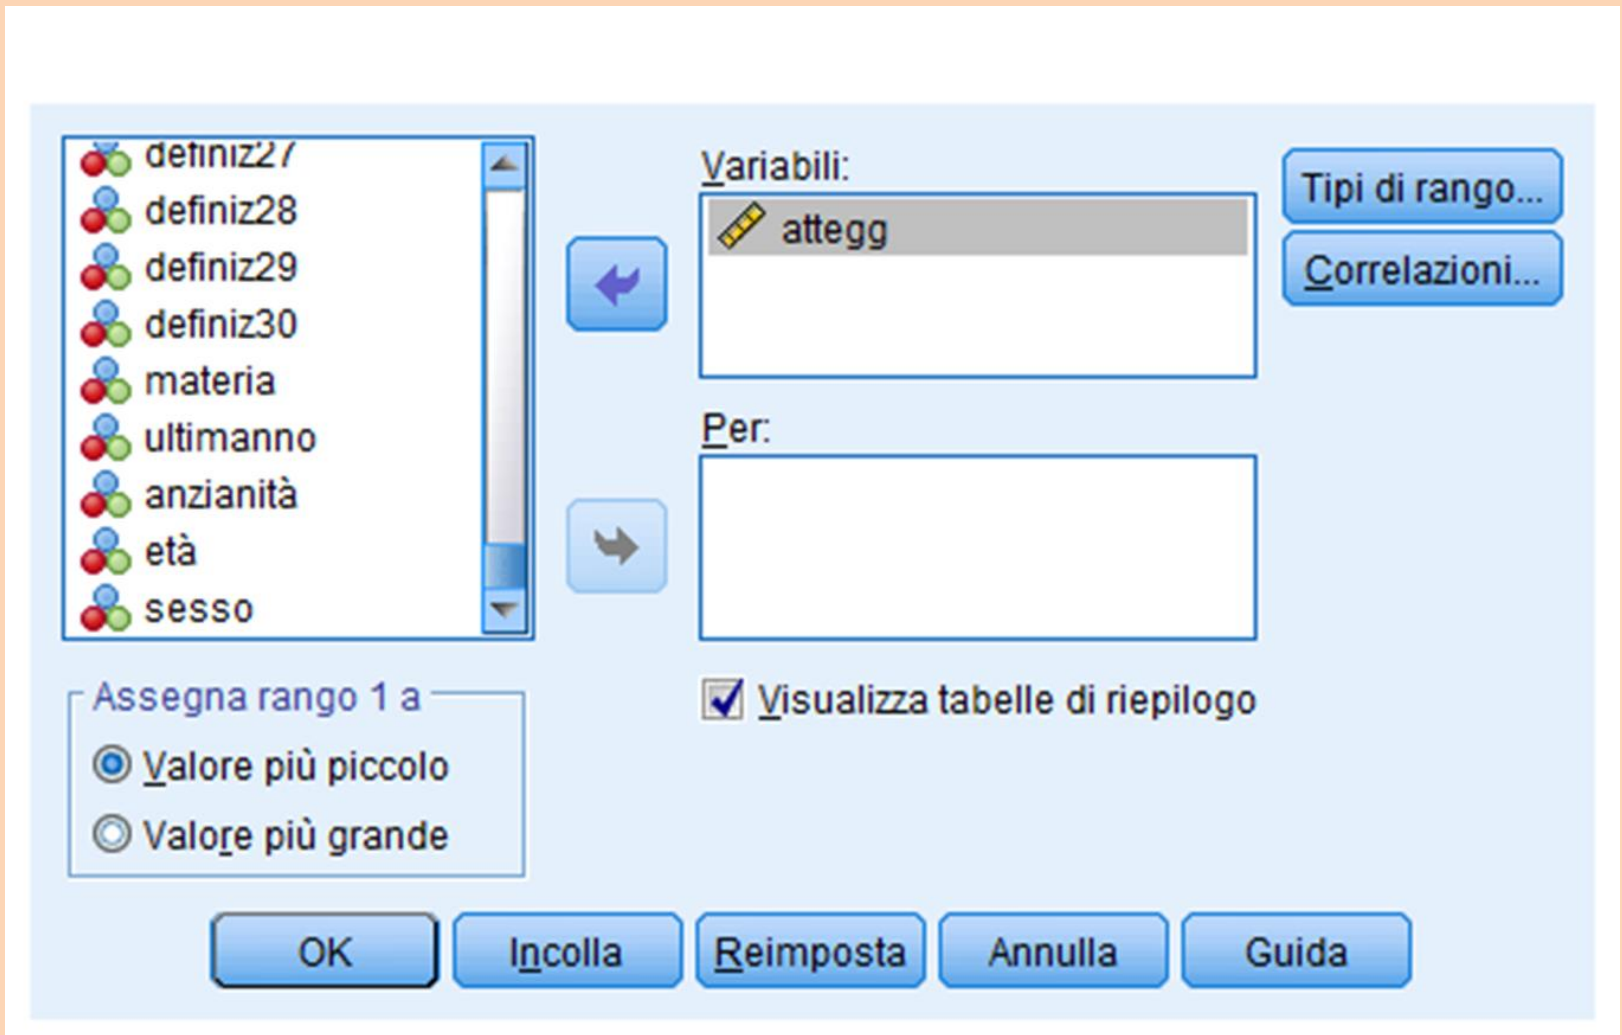 definiz27
definiz28
definiz29
definiz30
materia
ultimanno
anzianità
età
sesso
Assegna rango 1 a
Valore più piccolo
Valore più grande
Variabili:
attegg
Per:
Visualizza tabelle di riepilogo
Tipi di rango...
Correlazioni...
OK
Incolla
Reimposta
Annulla
Guida